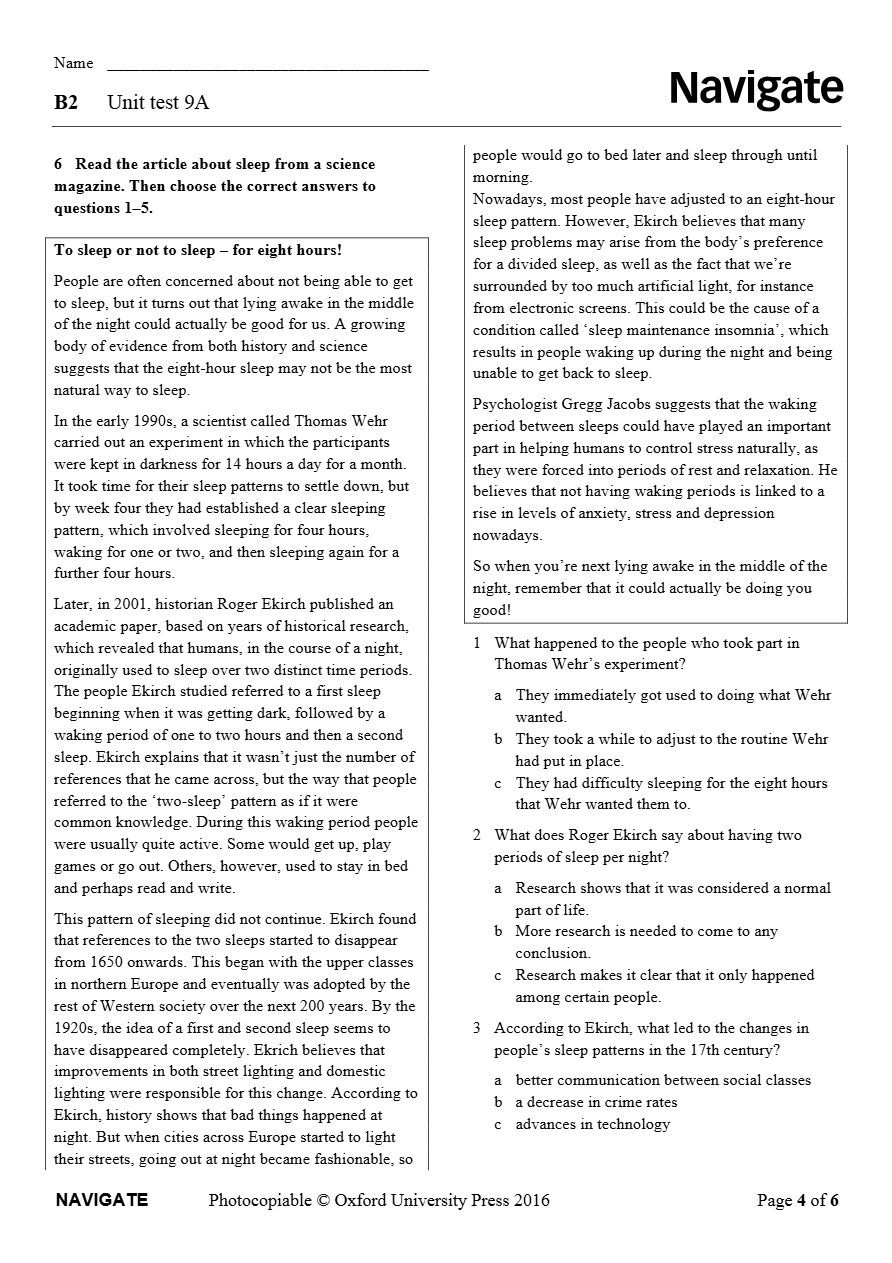 Name ________________________________________
Navigate
B2 Unit test 9A
6 Read the article about sleep from a science
magazine. Then choose the correct answers to
questions 1–5.
To sleep or not to sleep – for eight hours!
People are often concerned about not being able to get
to sleep, but it turns out that lying awake in the middle
of the night could actually be good for us. A growing
body of evidence from both history and science
suggests that the eight-hour sleep may not be the most
natural way to sleep.
In the early 1990s, a scientist called Thomas Wehr
carried out an experiment in which the participants
were kept in darkness for 14 hours a day for a month.
It took time for their sleep patterns to settle down, but
by week four they had established a clear sleeping
pattern, which involved sleeping for four hours,
waking for one or two, and then sleeping again for a
further four hours.
Later, in 2001, historian Roger Ekirch published an
academic paper, based on years of historical research,
which revealed that humans, in the course of a night,
originally used to sleep over two distinct time periods.
The people Ekirch studied referred to a first sleep
beginning when it was getting dark, followed by a
waking period of one to two hours and then a second
sleep. Ekirch explains that it wasn’t just the number of
references that he came across, but the way that people
referred to the ‘two-sleep’ pattern as if it were
common knowledge. During this waking period people
were usually quite active. Some would get up, play
games or go out. Others, however, used to stay in bed
and perhaps read and write.
This pattern of sleeping did not continue. Ekirch found
that references to the two sleeps started to disappear
from 1650 onwards. This began with the upper classes
in northern Europe and eventually was adopted by the
rest of Western society over the next 200 years. By the
1920s, the idea of a first and second sleep seems to
have disappeared completely. Ekrich believes that
improvements in both street lighting and domestic
lighting were responsible for this change. According to
Ekirch, history shows that bad things happened at
night. But when cities across Europe started to light
their streets, going out at night became fashionable, so
people would go to bed later and sleep through until
morning.
Nowadays, most people have adjusted to an eight-hour
sleep pattern. However, Ekirch believes that many
sleep problems may arise from the body’s preference
for a divided sleep, as well as the fact that we’re
surrounded by too much artificial light, for instance
from electronic screens. This could be the cause of a
condition called ‘sleep maintenance insomnia’, which
results in people waking up during the night and being
unable to get back to sleep.
Psychologist Gregg Jacobs suggests that the waking
period between sleeps could have played an important
part in helping humans to control stress naturally, as
they were forced into periods of rest and relaxation. He
believes that not having waking periods is linked to a
rise in levels of anxiety, stress and depression
nowadays.
So when you’re next lying awake in the middle of the
night, remember that it could actually be doing you
good!
1 What happened to the people who took part in
Thomas Wehr’s experiment?
a They immediately got used to doing what Wehr
wanted.
b They took a while to adjust to the routine Wehr
had put in place.
c They had difficulty sleeping for the eight hours
that Wehr wanted them to.
2 What does Roger Ekirch say about having two
periods of sleep per night?
a Research shows that it was considered a normal
part of life.
b More research is needed to come to any
conclusion.
c Research makes it clear that it only happened
among certain people.
3 According to Ekirch, what led to the changes in
people’s sleep patterns in the 17th century?
a better communication between social classes
b a decrease in crime rates
c advances in technology
NAVIGATE Photocopiable © Oxford University Press 2016 Page 4 of 6